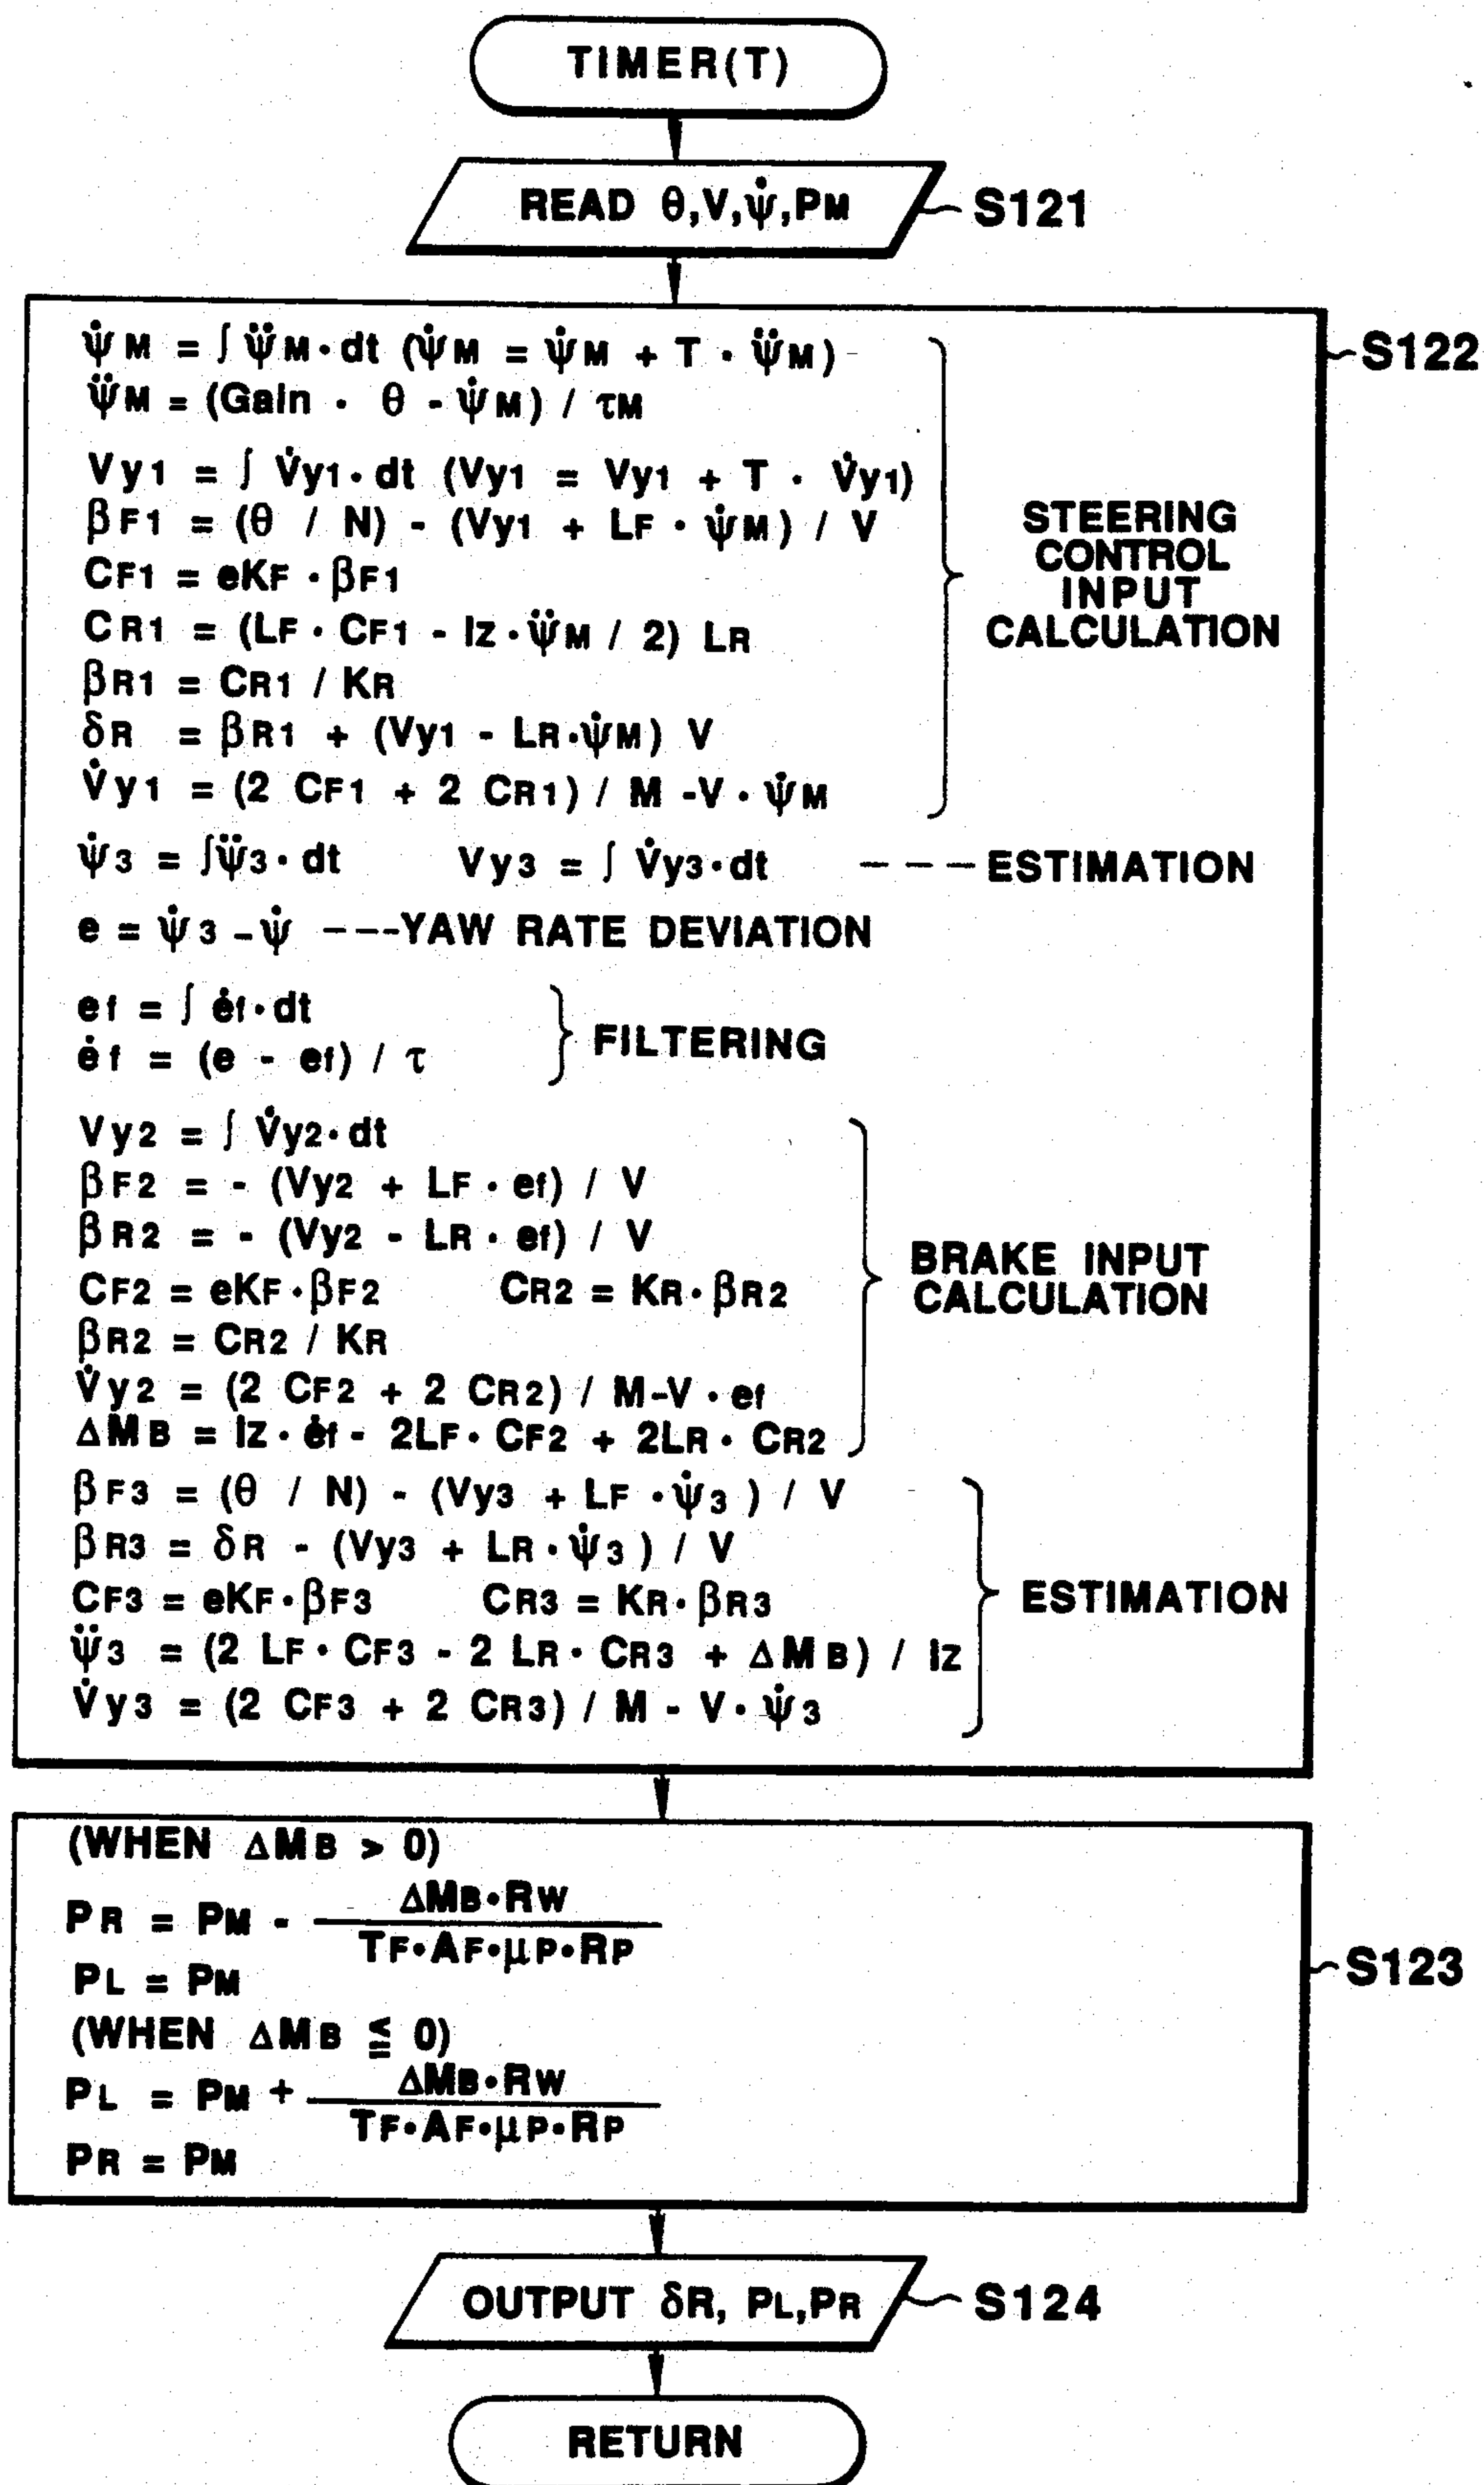 TIMER(T)
READ θ,V,ψ̇,PM
S121
S122
ψ̇M = ∫ ψ̈M·dt (ψ̇M = ψ̇M + T · ψ̈M)
ψ̈M = (Gain · θ - ψ̇M) / τM
Vy1 = ∫ V̇y1·dt (Vy1 = Vy1 + T · V̇y1)
βF1 = (θ / N) - (Vy1 + LF · ψ̇M) / V
CF1 = eKF · βF1
CR1 = (LF · CF1 - Iz · ψ̈M / 2) LR
βR1 = CR1 / KR
δR = βR1 + (Vy1 - LR·ψ̇M) V
V̇y1 = (2 CF1 + 2 CR1) / M -V · ψ̇M
STEERING
CONTROL
INPUT
CALCULATION
ψ̇3 = ∫ψ̈3·dt Vy3 = ∫ V̇y3·dt ---ESTIMATION
e = ψ̇3 -ψ̇ ---YAW RATE DEVIATION
ef = ∫ ėf·dt
ėf = (e - ef) / τ
FILTERING
Vy2 = ∫ V̇y2·dt
βF2 = - (Vy2 + LF · ef) / V
βR2 = - (Vy2 - LR · ef) / V
CF2 = eKF·βF2 CR2 = KR·βR2
βR2 = CR2 / KR
V̇y2 = (2 CF2 + 2 CR2) / M-V · ef
ΔMB = Iz · ėf - 2LF· CF2 + 2LR · CR2
BRAKE INPUT
CALCULATION
βF3 = (θ / N) - (Vy3 + LF ·ψ̇3 ) / V
βR3 = δR - (Vy3 + LR·ψ̇3 ) / V
CF3 = eKF·βF3 CR3 = KR·βR3
ψ̈3 = (2 LF· CF3 - 2 LR· CR3 + ΔMB) / Iz
V̇y3 = (2 CF3 + 2 CR3) / M - V· ψ̇3
ESTIMATION
(WHEN ΔMB > 0)
PR = PM - ΔMB·RW
TF·AF·μP·RP
PL = PM
(WHEN ΔMB ≦ 0)
PL = PM + ΔMB·RW
TF·AF·μP·RP
PR = PM
S123
OUTPUT δR, PL,PR
S124
RETURN